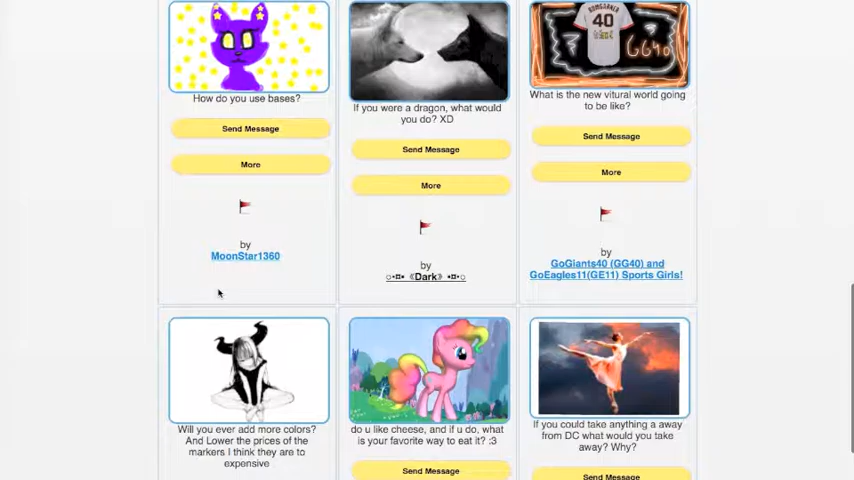 40
GG40
How do you use bases?
If you were a dragon, what would
you do? XD
What is the new vitural world going
to be like?
Send Message
Send Message
Send Message
More
More
More
by
MoonStar1360
by
○•¤• 《Dark》 •¤•○
by
GoGiants40 (GG40) and
GoEagles11(GE11) Sports Girls!
Will you ever add more colors?
And Lower the prices of the
markers I think they are to
expensive
do u like cheese, and if u do, what
is your favorite way to eat it? :3
If you could take anything a away
from DC what would you take
away? Why?
Send Message
Send Message